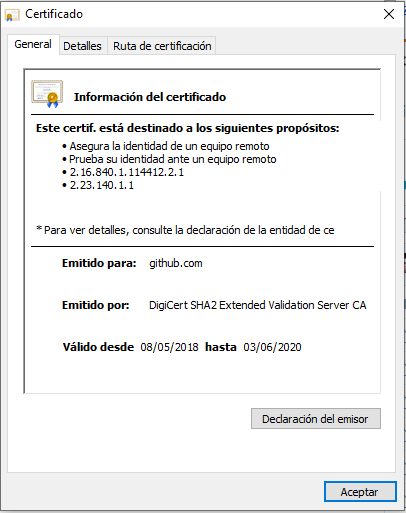 Certificado
General Detalles Ruta de certificación
Información del certificado
Este certif. está destinado a los siguientes propósitos:
• Asegura la identidad de un equipo remoto
• Prueba su identidad ante un equipo remoto
• 2.16.840.1.114412.2.1
• 2.23.140.1.1
* Para ver detalles, consulte la declaración de la entidad de ce
Emitido para: github.com
Emitido por: DigiCert SHA2 Extended Validation Server CA
Válido desde 08/05/2018 hasta 03/06/2020
Declaración del emisor
Aceptar